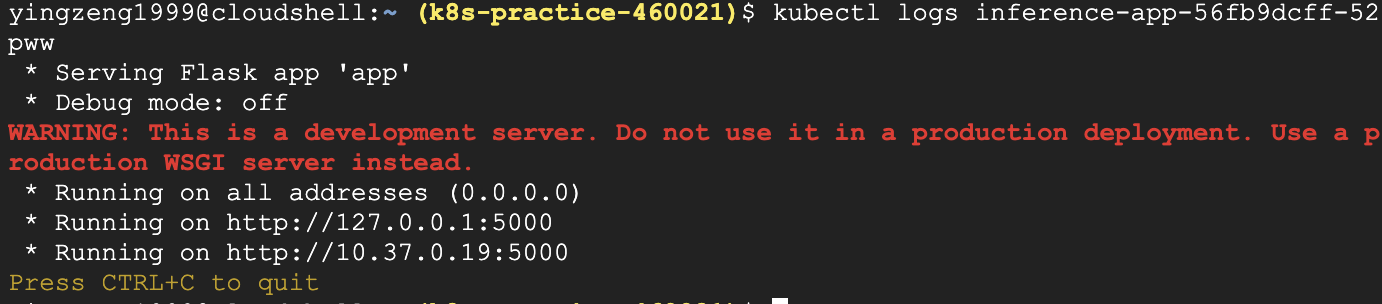 yingzeng1999@cloudshell:~ (k8s-practice-460021)$ kubectl logs inference-app-56fb9dcff-52
pww
 * Serving Flask app 'app'
 * Debug mode: off
WARNING: This is a development server. Do not use it in a production deployment. Use a p
roduction WSGI server instead.
 * Running on all addresses (0.0.0.0)
 * Running on http://127.0.0.1:5000
 * Running on http://10.37.0.19:5000
Press CTRL+C to quit